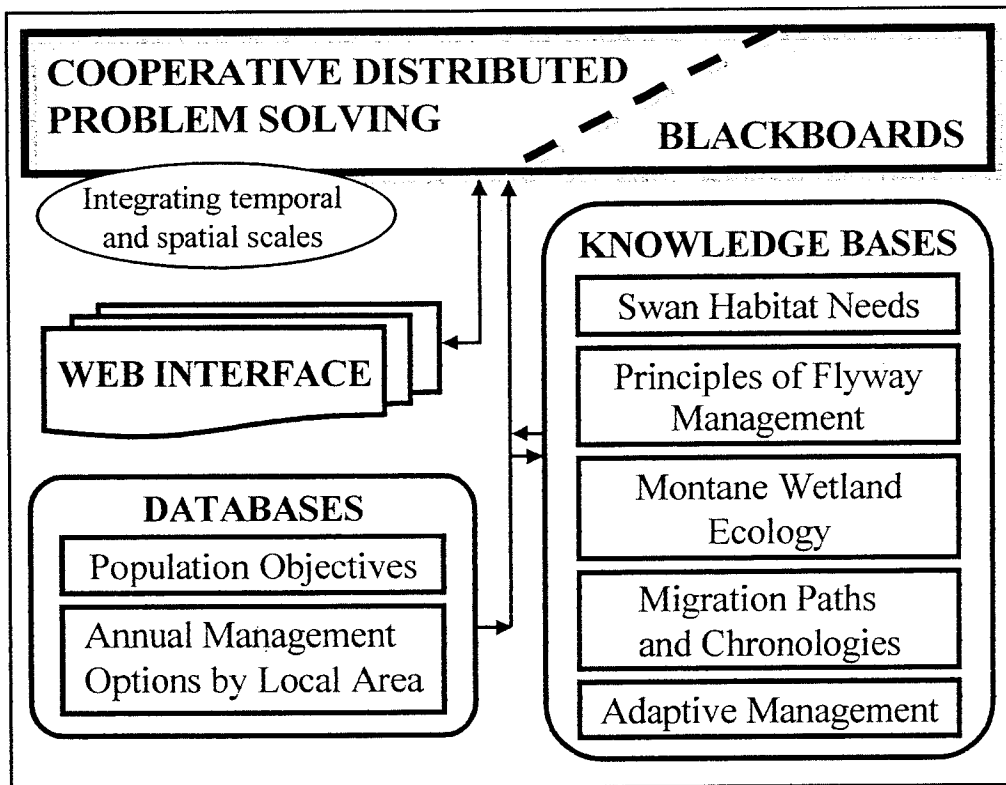 COOPERATIVE DISTRIBUTED
PROBLEM SOLVING
BLACKBOARDS
Integrating temporal
and spatial scales
WEB INTERFACE
DATABASES
Population Objectives
Annual Management
Options by Local Area
KNOWLEDGE BASES
Swan Habitat Needs
Principles of Flyway
Management
Montane Wetland
Ecology
Migration Paths
and Chronologies
Adaptive Management